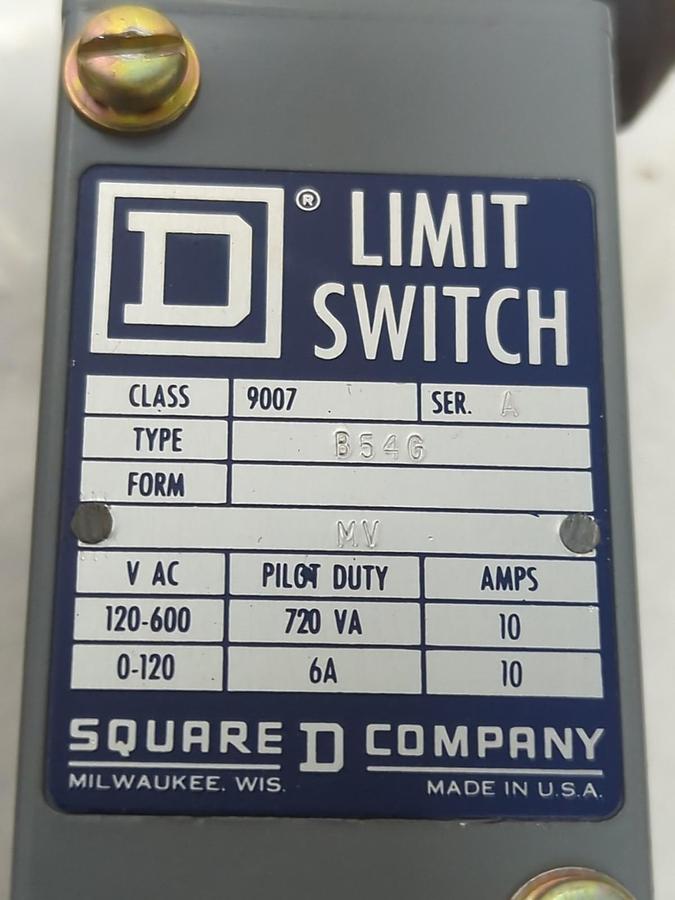 D ® LIMIT
SWITCH
CLASS 9007 SER. A
TYPE B54G
FORM
MV
V AC PILOT DUTY AMPS
120-600 720 VA 10
0-120 6A 10
SQUARE D COMPANY
MILWAUKEE. WIS. MADE IN U.S.A.